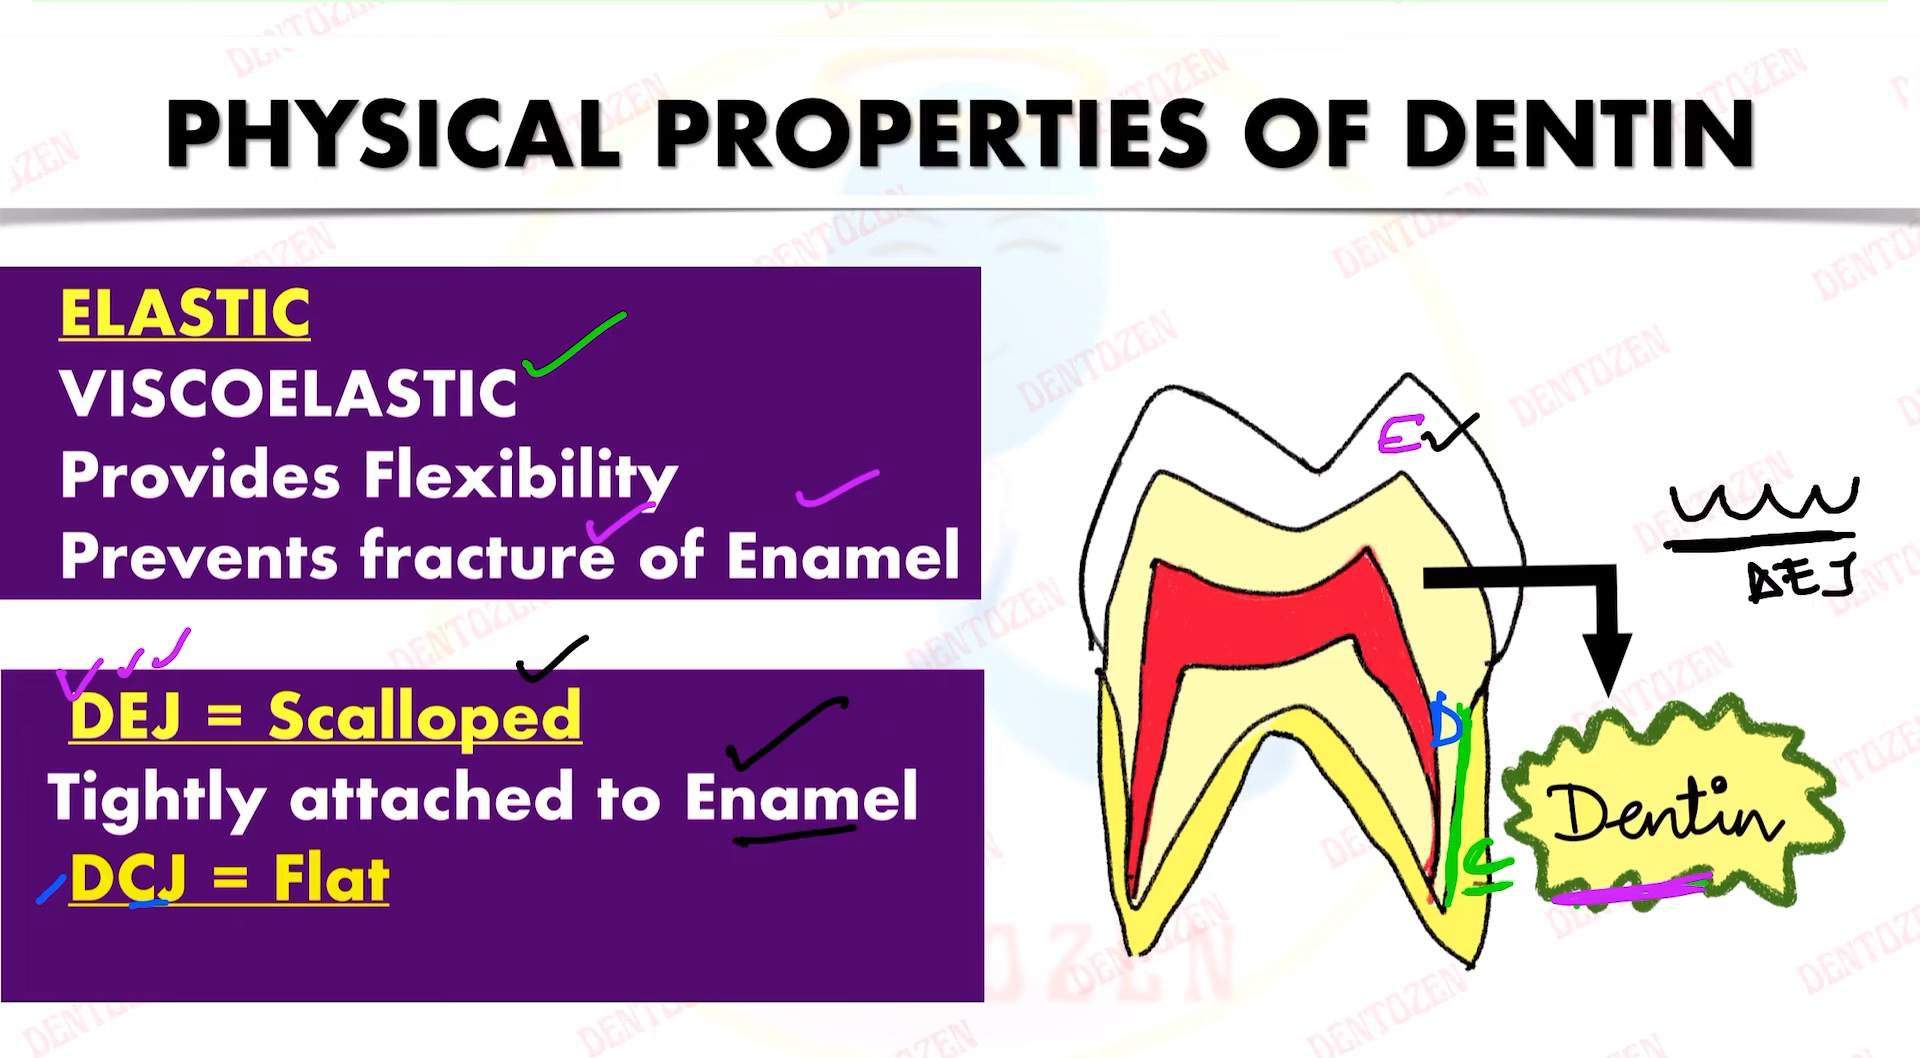 PHYSICAL PROPERTIES OF DENTIN
ELASTIC
VISCOELASTIC
Provides Flexibility
Prevents fracture of Enamel
DEJ = Scalloped
Tightly attached to Enamel
DCJ = Flat
E
DEJ
D
C
Dentin
DENTOZEN